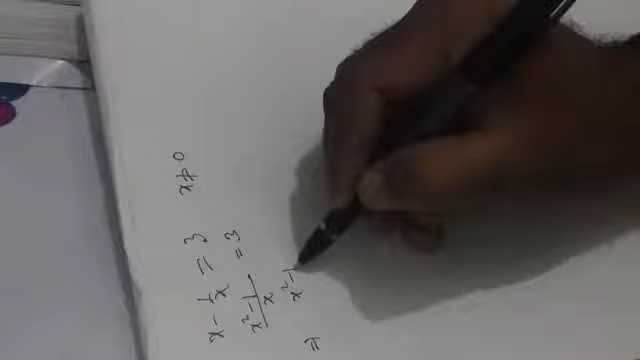 x - 1/x = 3 x ≠ 0
(x² - 1)/x = 3
⇒ x² - 1